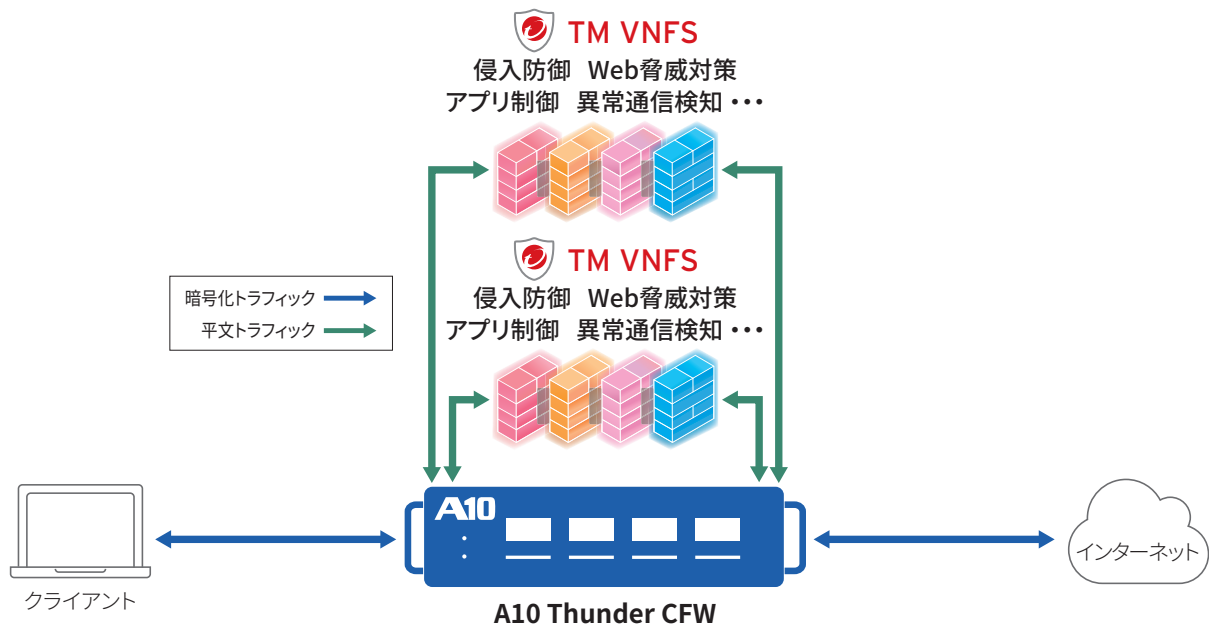 TM VNFS
侵入防御 Web脅威対策
アプリ制御 異常通信検知・・・
TM VNFS
侵入防御 Web脅威対策
アプリ制御 異常通信検知・・・
暗号化トラフィック
平文トラフィック
A10
クライアント
インターネット
A10 Thunder CFW